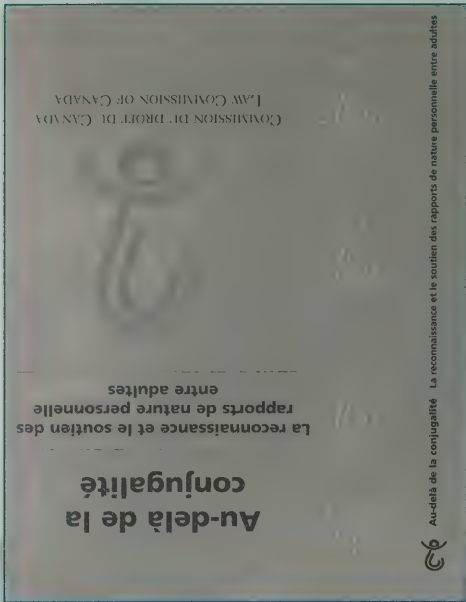 Au-delà de la
conjugalité
La reconnaissance et le soutien des
rapports de nature personnelle
entre adultes
COMMISSION DU DROIT DU CANADA
LAW COMMISSION OF CANADA
Au-delà de la conjugalité La reconnaissance et le soutien des rapports de nature personnelle entre adultes